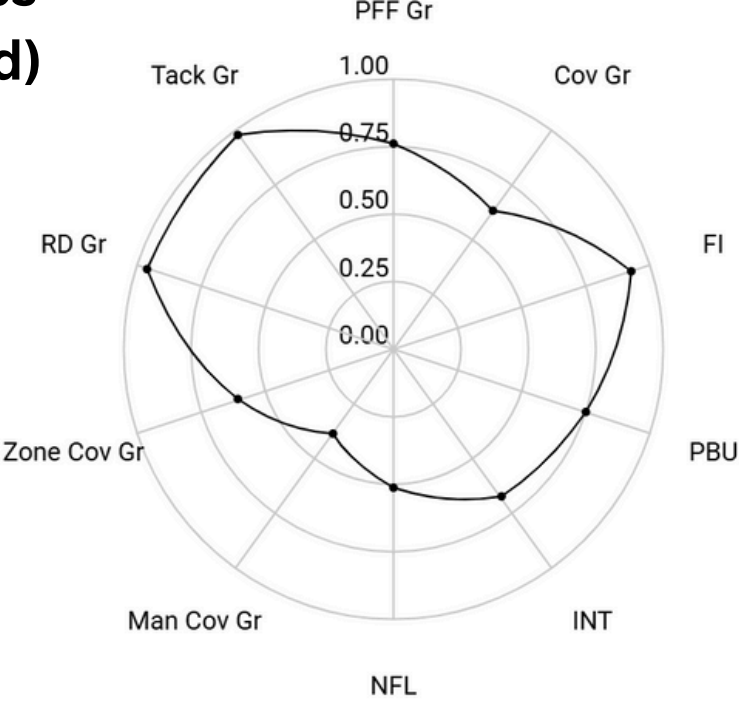 d)
PFF Gr
Cov Gr
FI
PBU
INT
NFL
Man Cov Gr
Zone Cov Gr
RD Gr
Tack Gr
1.00
0.75
0.50
0.25
0.00